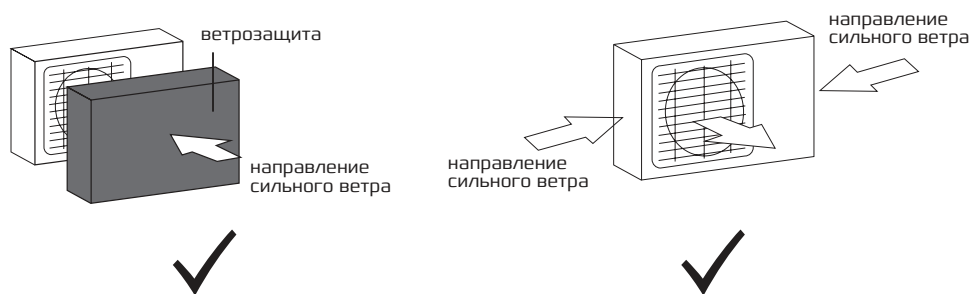 ветрозащита
направление
сильного ветра
направление
сильного ветра
направление
сильного ветра